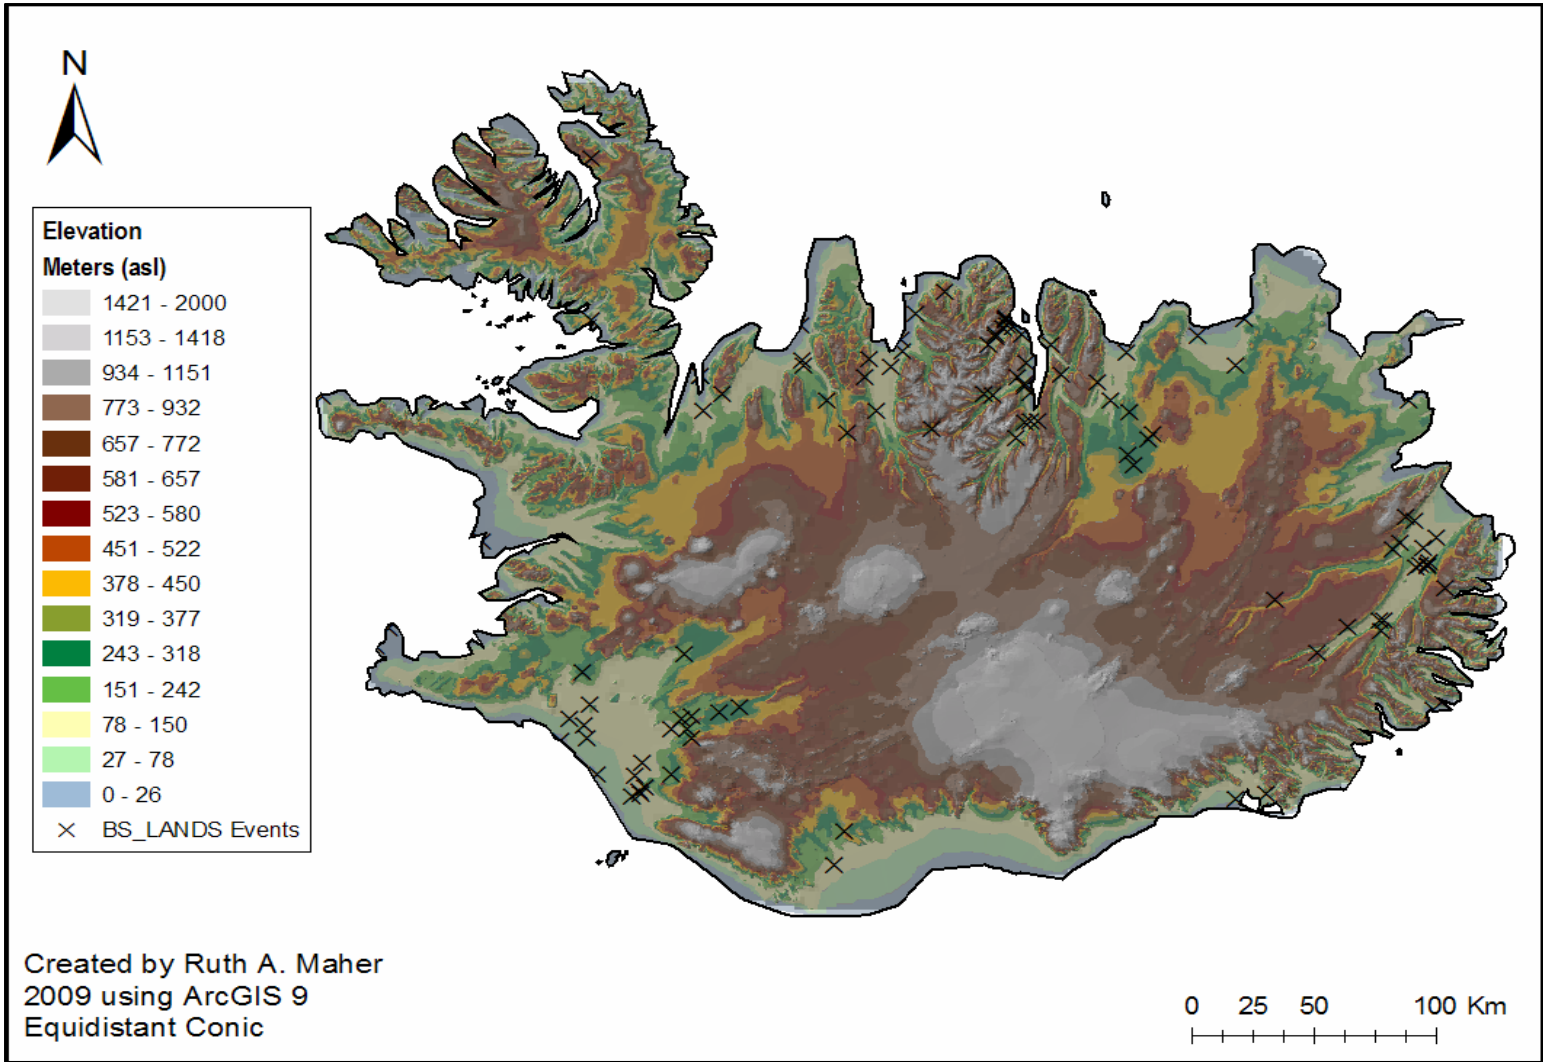 N
Elevation
Meters (asl)
1421 - 2000
1153 - 1418
934 - 1151
773 - 932
657 - 772
581 - 657
523 - 580
451 - 522
378 - 450
319 - 377
243 - 318
151 - 242
78 - 150
27 - 78
0 - 26
BS_LANDS Events
Created by Ruth A. Maher
2009 using ArcGIS 9
Equidistant Conic
0 25 50 100 Km